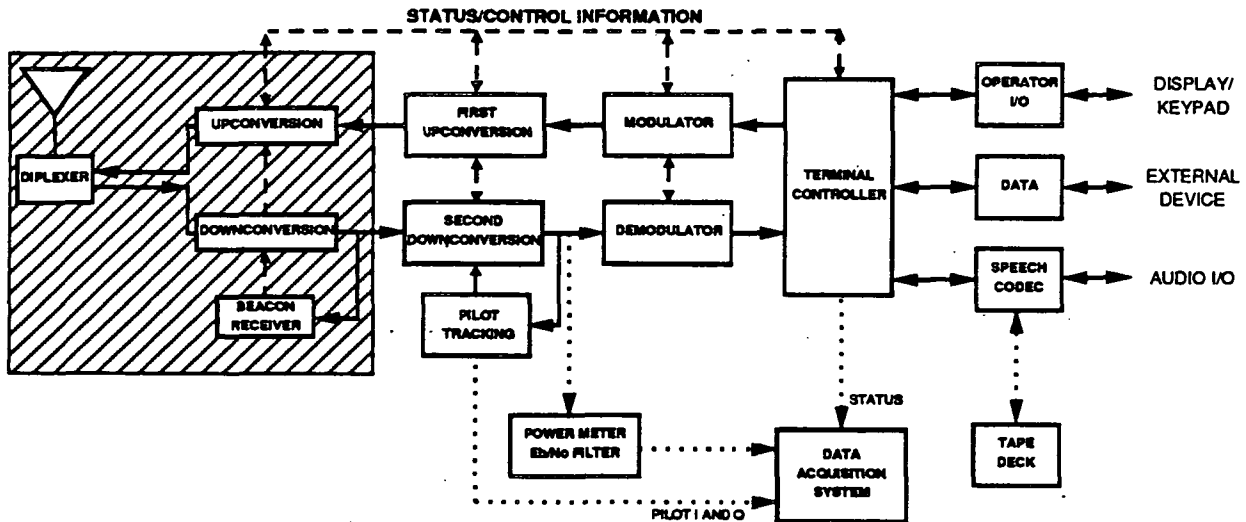 STATUS/CONTROL INFORMATION
UPCONVERSION
FIRST
UPCONVERSION
MODULATOR
OPERATOR
I/O
DISPLAY/
KEYPAD
DIPLEXER
TERMINAL
CONTROLLER
DATA
EXTERNAL
DEVICE
DOWNCONVERSION
SECOND
DOWNCONVERSION
DEMODULATOR
SPEECH
CODEC
AUDIO I/O
BEACON
RECEIVER
PILOT
TRACKING
STATUS
POWER METER
Eb/No FILTER
DATA
ACQUISITION
SYSTEM
TAPE
DECK
PILOT I AND Q